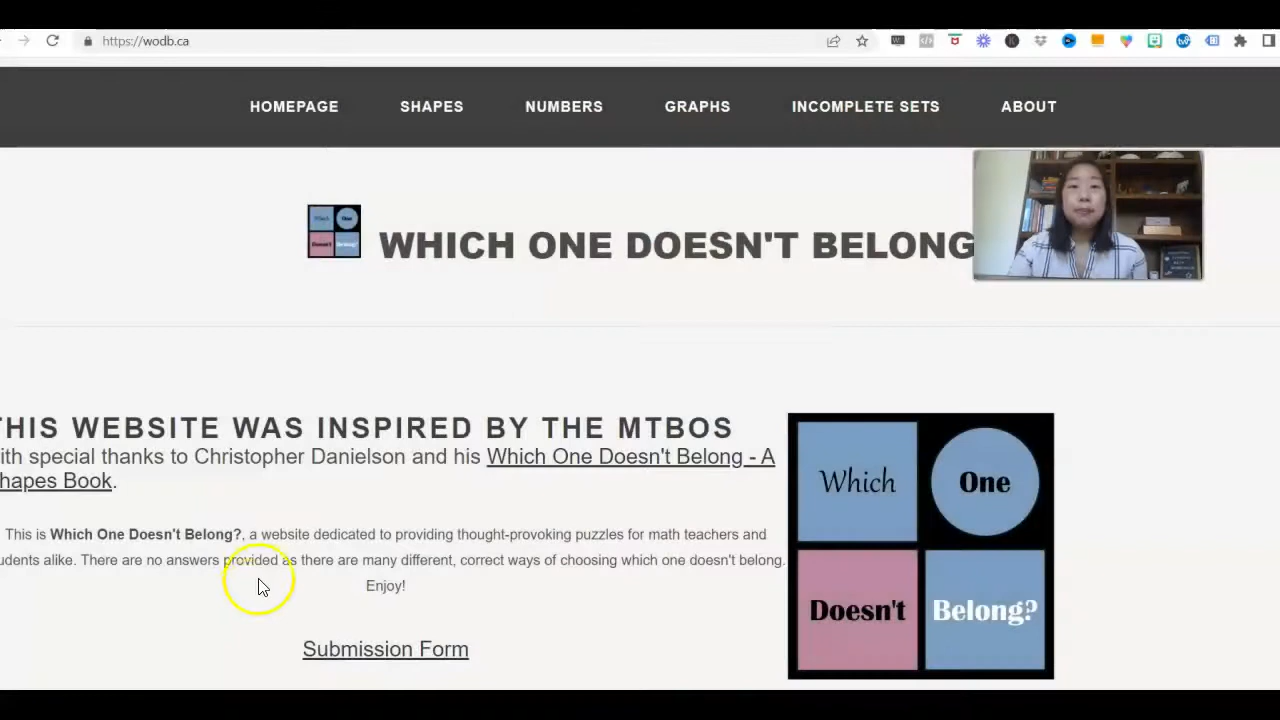 https://wodb.ca
HOMEPAGE SHAPES NUMBERS GRAPHS INCOMPLETE SETS ABOUT
WHICH ONE DOESN'T BELONG
THIS WEBSITE WAS INSPIRED BY THE MTBOS
special thanks to Christopher Danielson and his Which One Doesn't Belong - A
Book.
This is Which One Doesn't Belong?, a website dedicated to providing thought-provoking puzzles for math teachers and
alike. There are no answers provided as there are many different, correct ways of choosing which one doesn't belong.
Enjoy!
Submission Form
Which One
Doesn't Belong?